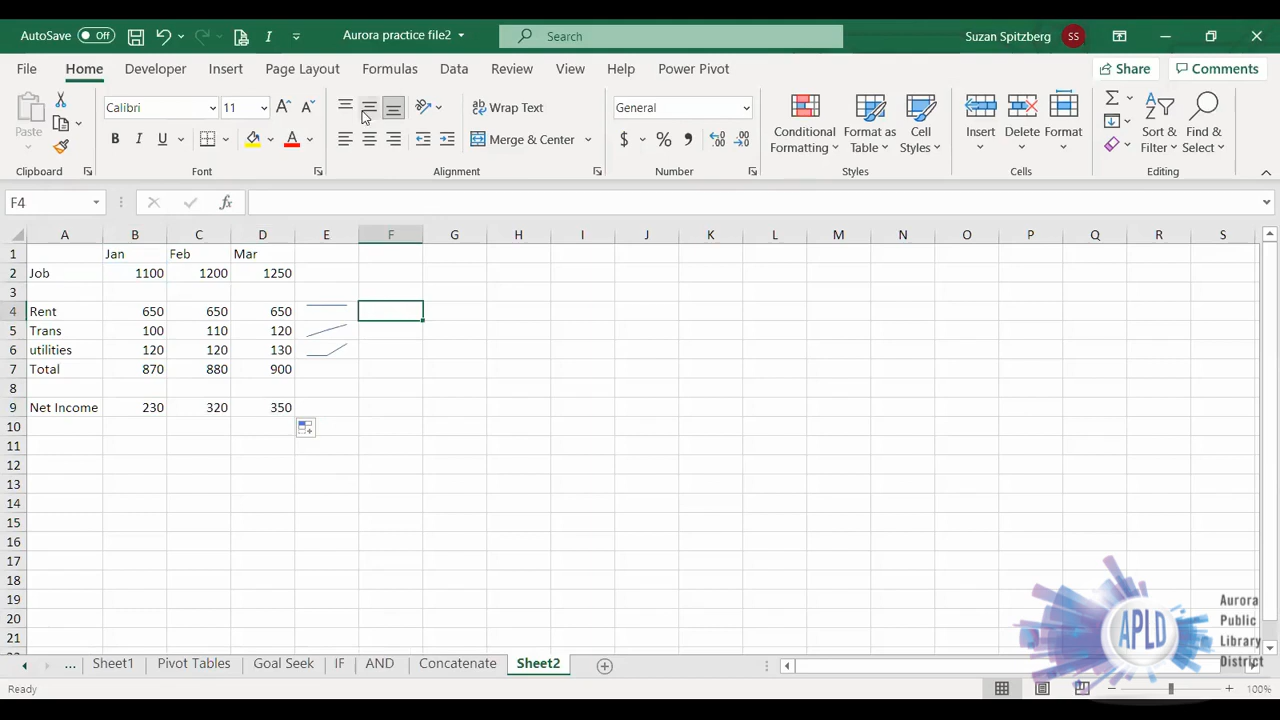 AutoSave Off
Aurora practice file2
Search
Suzan Spitzberg SS
File Home Developer Insert Page Layout Formulas Data Review View Help Power Pivot Share Comments
Paste
Calibri 11
B I U A
ab Wrap Text
Merge & Center
General
$ % ,
Conditional Formatting
Format as Table
Cell Styles
Insert Delete Format
Sort & Filter
Find & Select
Clipboard Font Alignment Number Styles Cells Editing
F4 fx
A B C D E F G H I J K L M N O P Q R S
1 Jan Feb Mar
2 Job 1100 1200 1250
3
4 Rent 650 650 650
5 Trans 100 110 120
6 utilities 120 120 130
7 Total 870 880 900
8
9 Net Income 230 320 350
10
11
12
13
14
15
16
17
18
19
20
21
APLD
Aurora
Public
Library
District
... Sheet1 Pivot Tables Goal Seek IF AND Concatenate Sheet2
Ready 100%